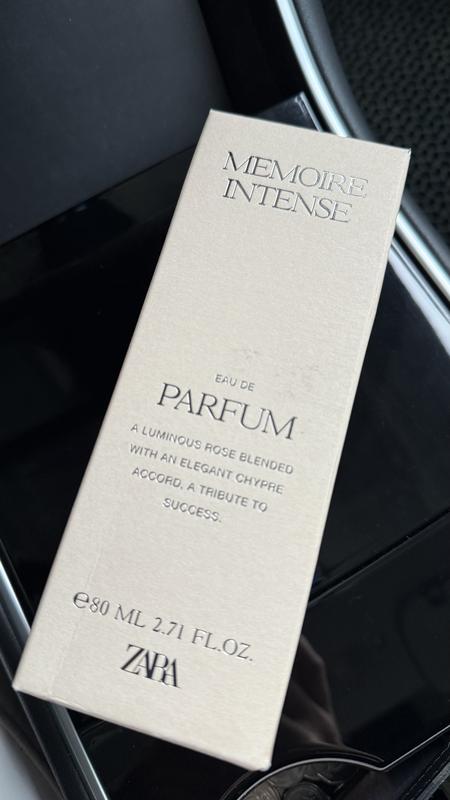 MEMOIRE
INTENSE
EAU DE
PARFUM
A LUMINOUS ROSE BLENDED
WITH AN ELEGANT CHYPRE
ACCORD. A TRIBUTE TO
SUCCESS.
℮80 ML 2.71 FL.OZ.
ZARA